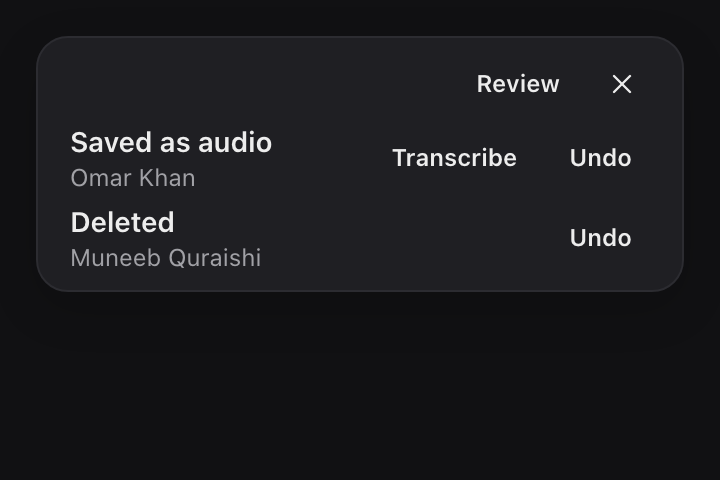 Review
Saved as audio
Omar Khan
Transcribe
Undo
Deleted
Muneeb Quraishi
Undo